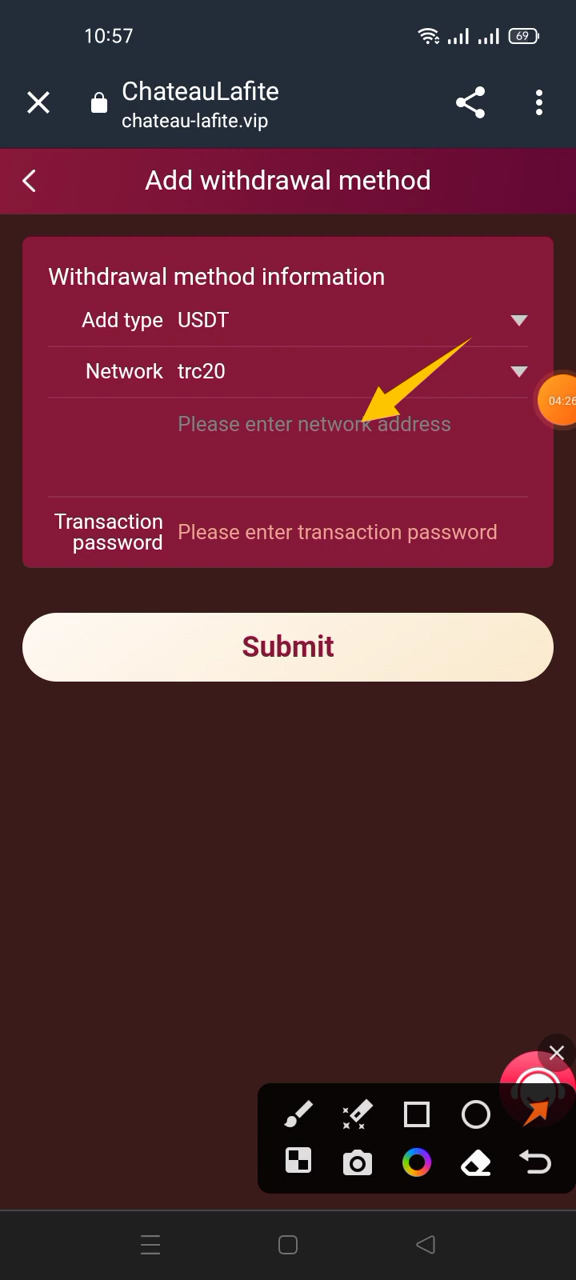 10:57
69
ChateauLafite
chateau-lafite.vip
Add withdrawal method
Withdrawal method information
Add type USDT
Network trc20
04:26
Please enter network address
Transaction
password
Please enter transaction password
Submit